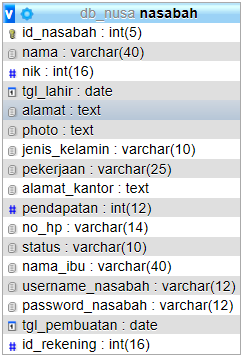 v db_nusa nasabah
id_nasabah : int(5)
nama : varchar(40)
nik : int(16)
tgl_lahir : date
alamat : text
photo : text
jenis_kelamin : varchar(10)
pekerjaan : varchar(25)
alamat_kantor : text
pendapatan : int(12)
no_hp : varchar(14)
status : varchar(10)
nama_ibu : varchar(40)
username_nasabah : varchar(12)
password_nasabah : varchar(12)
tgl_pembuatan : date
id_rekening : int(16)